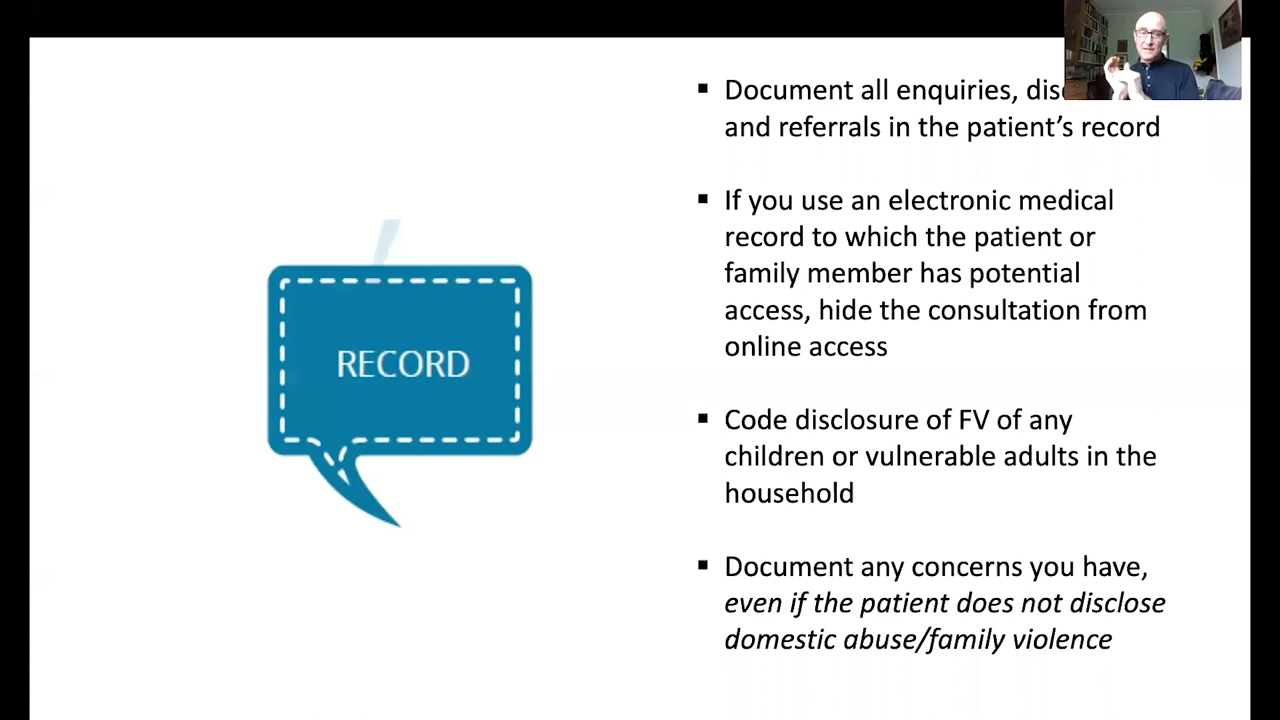 RECORD
▪ Document all enquiries,
and referrals in the patient's record
▪ If you use an electronic medical
record to which the patient or
family member has potential
access, hide the consultation from
online access
▪ Code disclosure of FV of any
children or vulnerable adults in the
household
▪ Document any concerns you have,
even if the patient does not disclose
domestic abuse/family violence